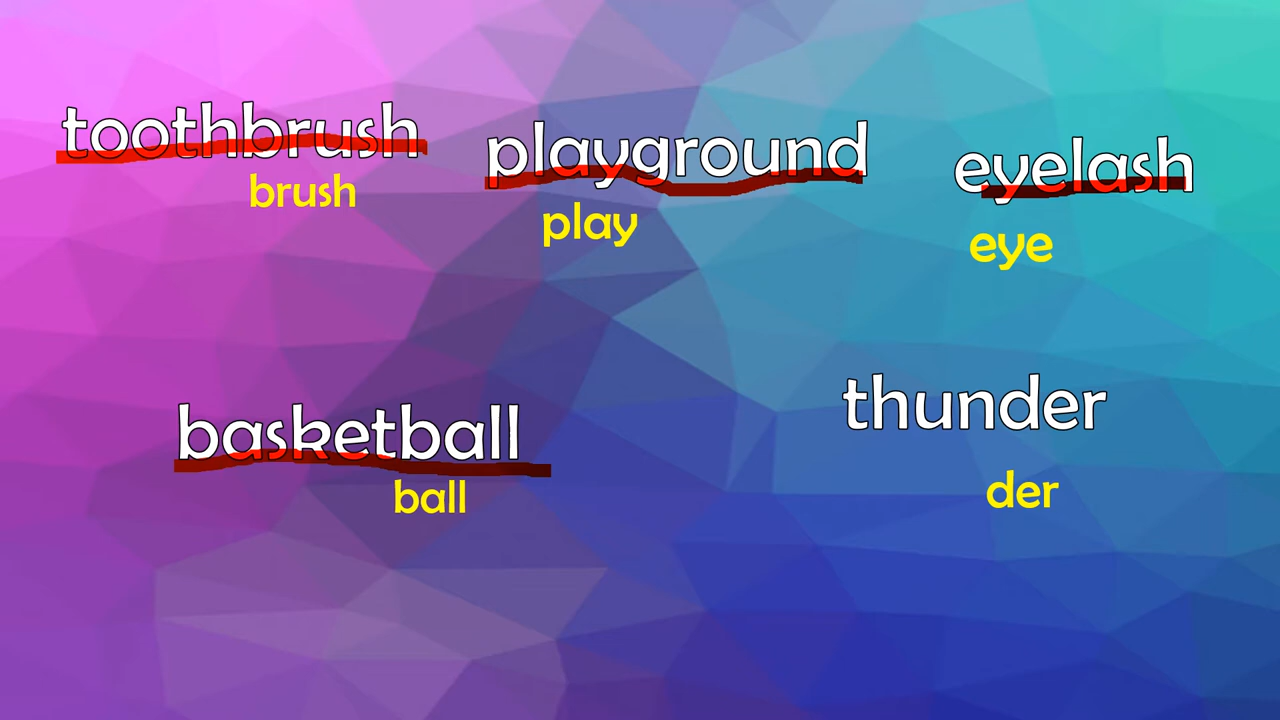 toothbrush
brush
playground
play
eyelash
eye
basketball
ball
thunder
der